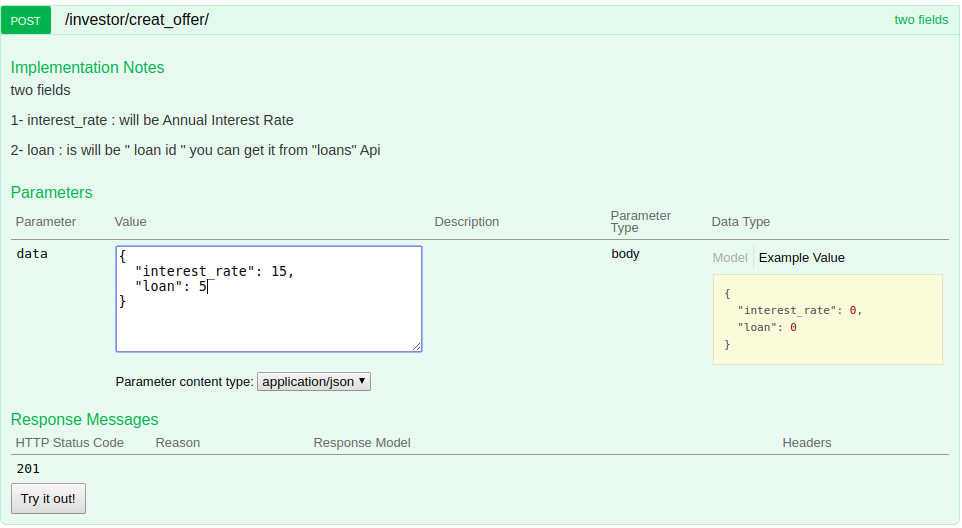 POST /investor/creat_offer/ two fields
Implementation Notes
two fields
1- interest_rate : will be Annual Interest Rate
2- loan : is will be " loan id " you can get it from "loans" Api
Parameters
Parameter Value Description Parameter Type Data Type
data
{
"interest_rate": 15,
"loan": 5
}
body
Model Example Value
{
"interest_rate": 0,
"loan": 0
}
Parameter content type: application/json
Response Messages
HTTP Status Code Reason Response Model Headers
201
Try it out!